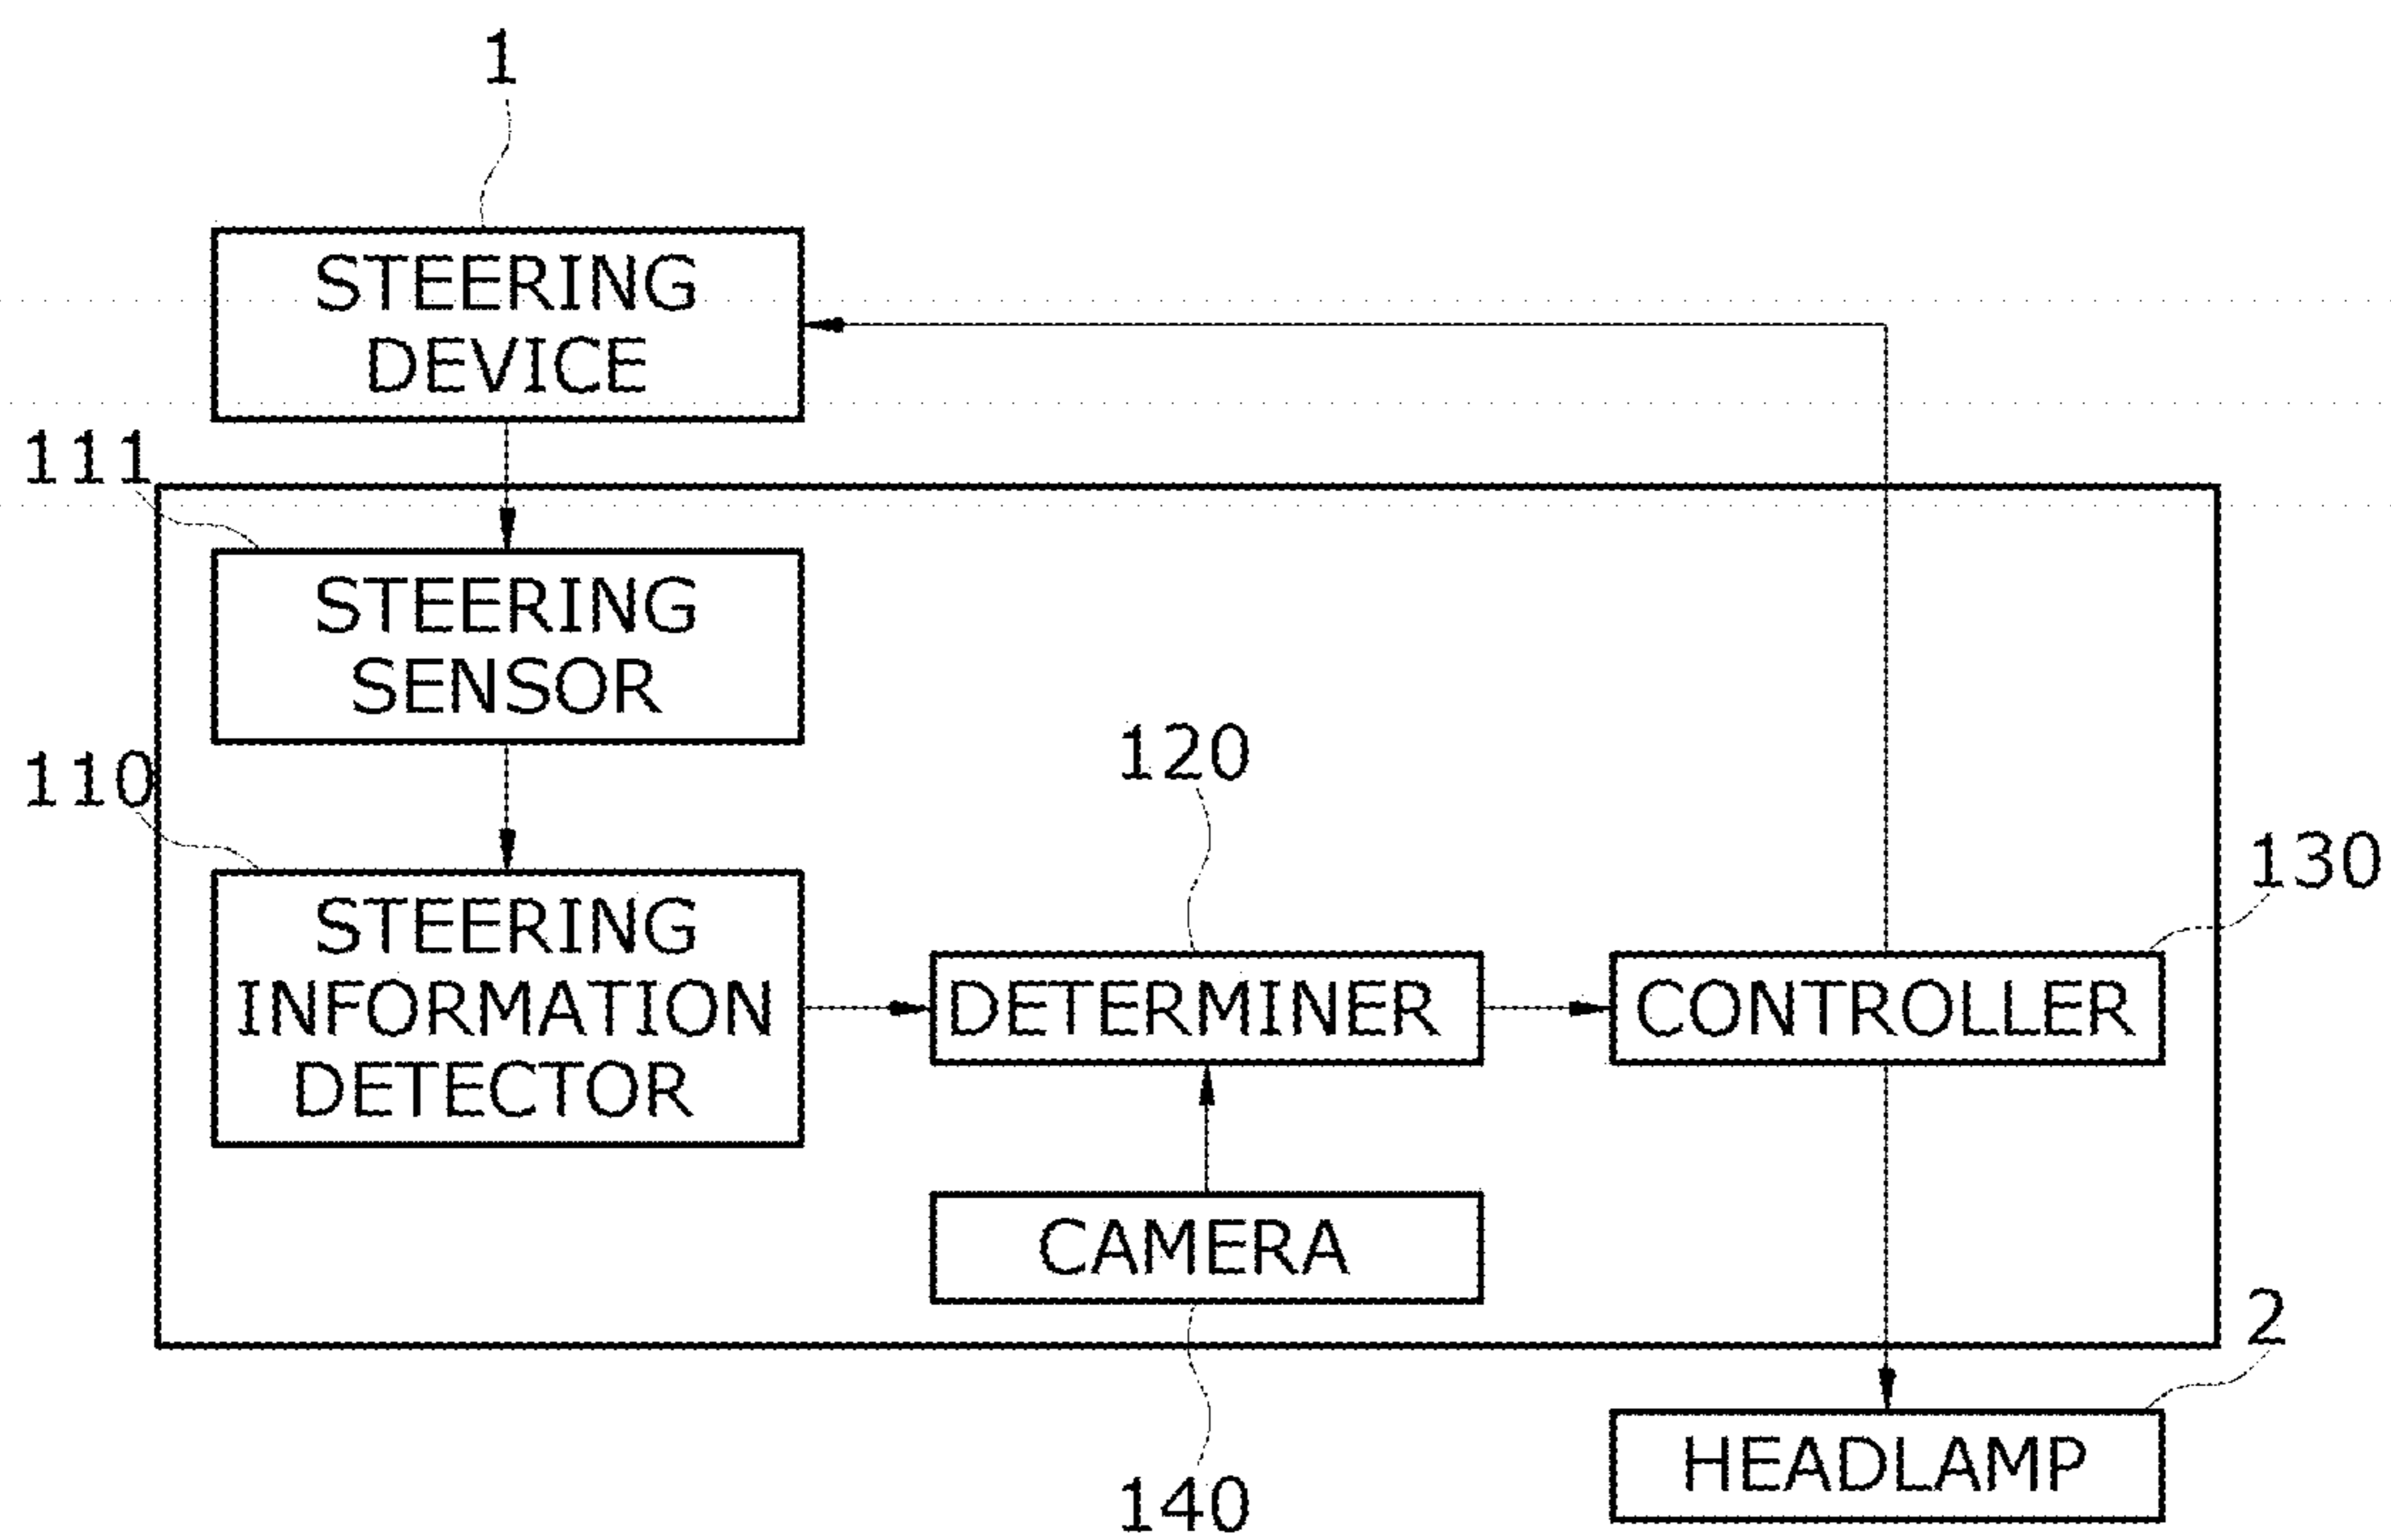 1
STEERING
DEVICE
111
STEERING
SENSOR
110
STEERING
INFORMATION
DETECTOR
120
DETERMINER
130
CONTROLLER
CAMERA
140
2
HEADLAMP